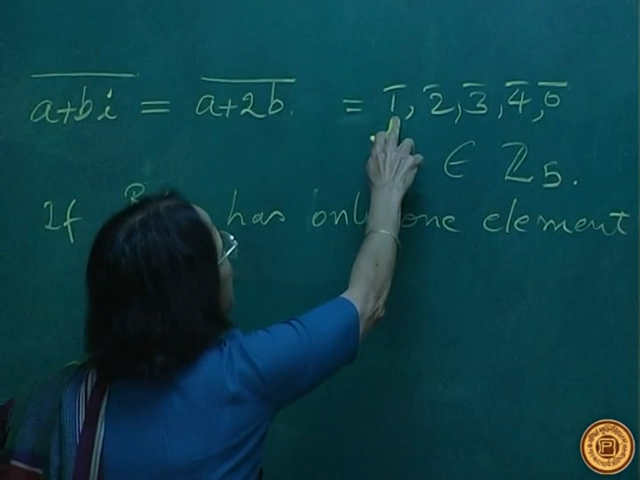 a+bi̅ = a+2b̅. = 1̅, 2̅, 3̅, 4̅, 0̅
∈ ℤ5.
If has only one element